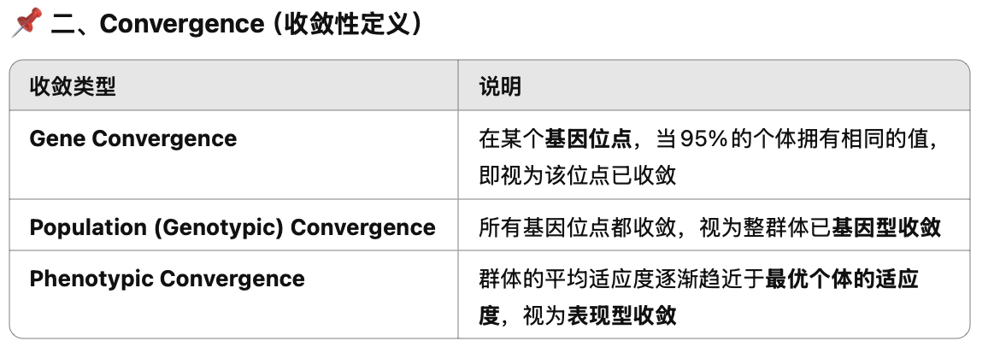 📌 二、Convergence（收敛性定义）
收敛类型
说明
Gene Convergence
在某个基因位点，当95%的个体拥有相同的值，
即视为该位点已收敛
Population (Genotypic) Convergence
所有基因位点都收敛，视为整群体已基因型收敛
Phenotypic Convergence
群体的平均适应度逐渐趋近于最优个体的适应
度，视为表现型收敛